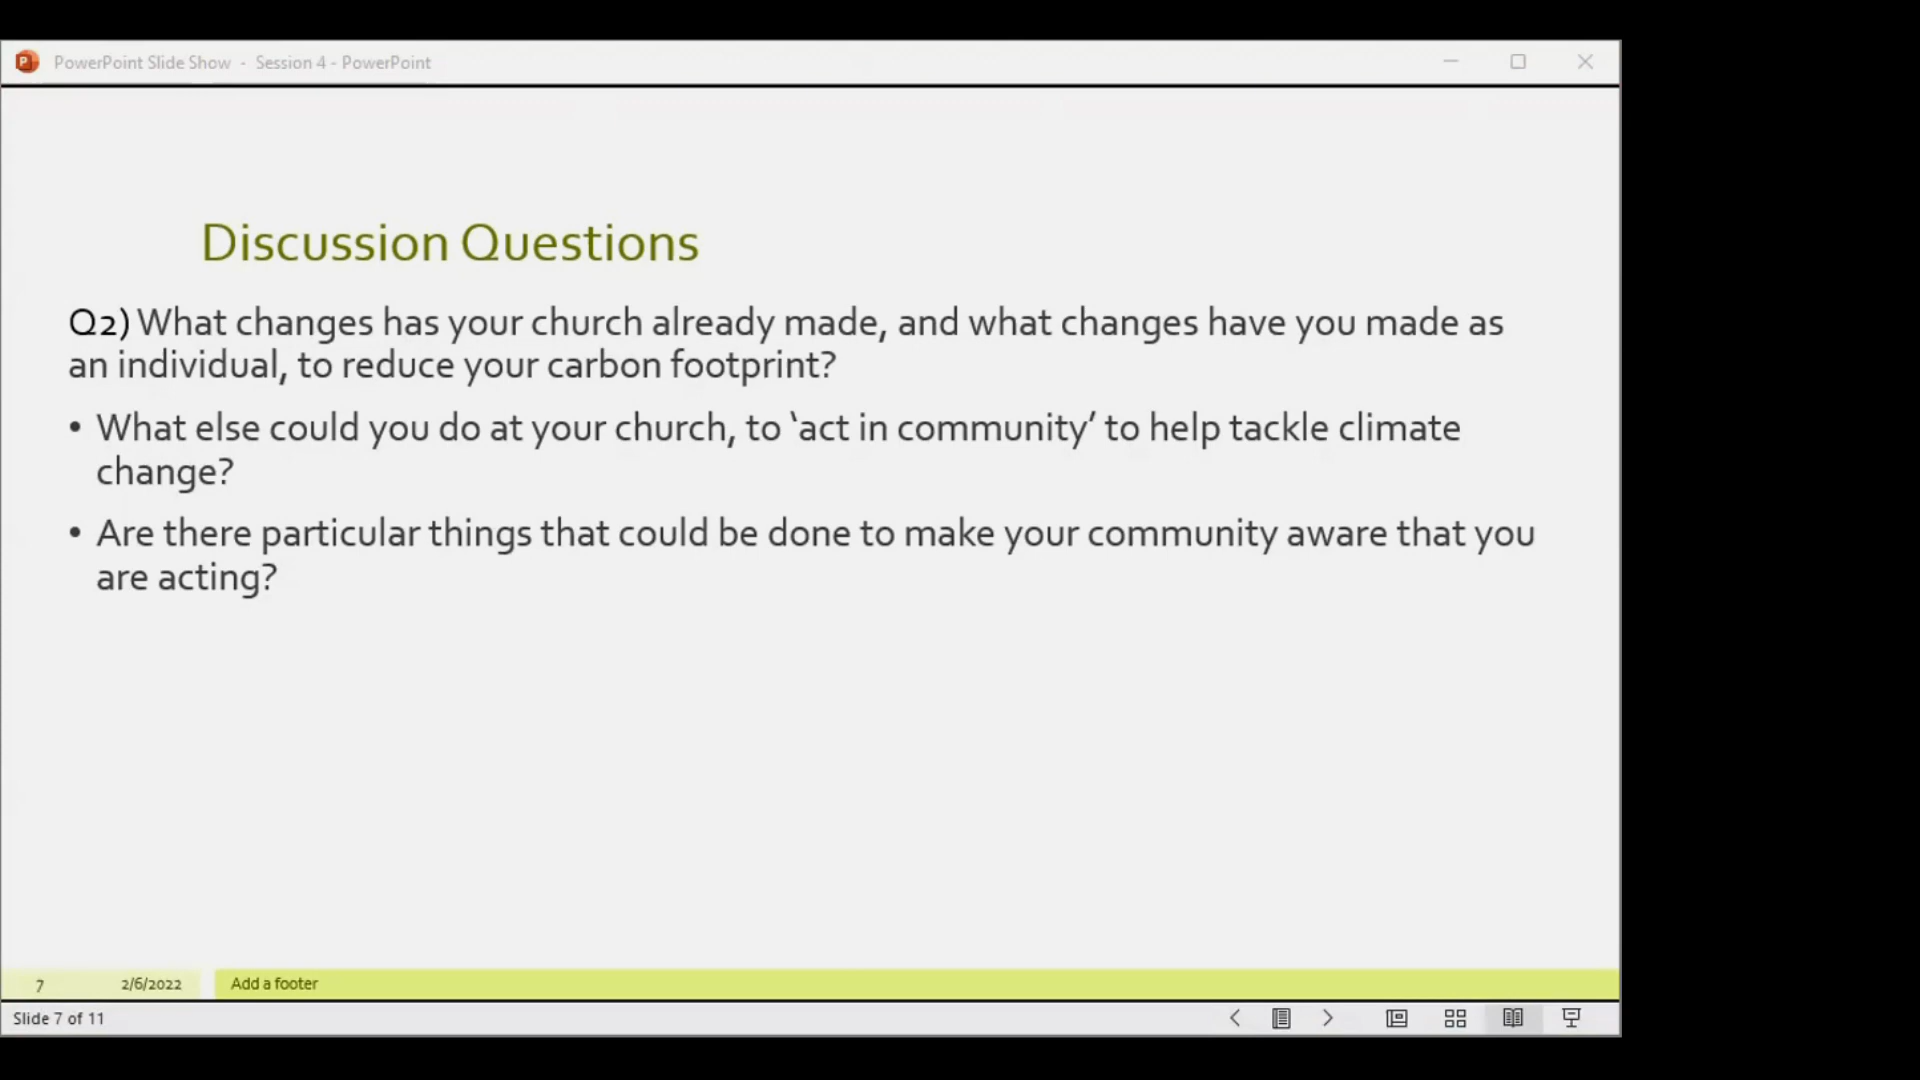 PowerPoint Slide Show - Session 4 - PowerPoint
Discussion Questions
Q2) What changes has your church already made, and what changes have you made as
an individual, to reduce your carbon footprint?
• What else could you do at your church, to ‘act in community’ to help tackle climate
change?
• Are there particular things that could be done to make your community aware that you
are acting?
7 2/6/2022 Add a footer
Slide 7 of 11